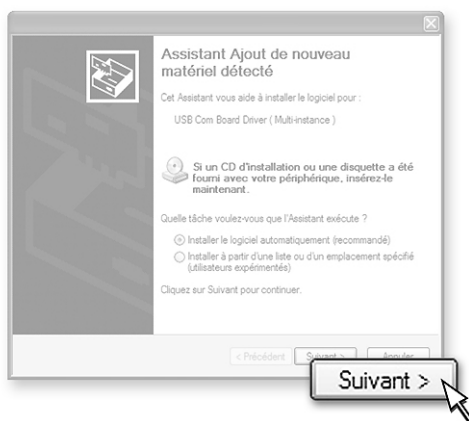 Assistant Ajout de nouveau
matériel détecté
Cet Assistant vous aide à installer le logiciel pour :
USB Com Board Driver ( Multi-instance )
Si un CD d'installation ou une disquette a été
fourni avec votre périphérique, insérez-le
maintenant.
Quelle tâche voulez-vous que l'Assistant exécute ?
Installer le logiciel automatiquement (recommandé)
Installer à partir d'une liste ou d'un emplacement spécifié
(utilisateurs expérimentés)
Cliquez sur Suivant pour continuer.
< Précédent Suivant > Annuler
Suivant >